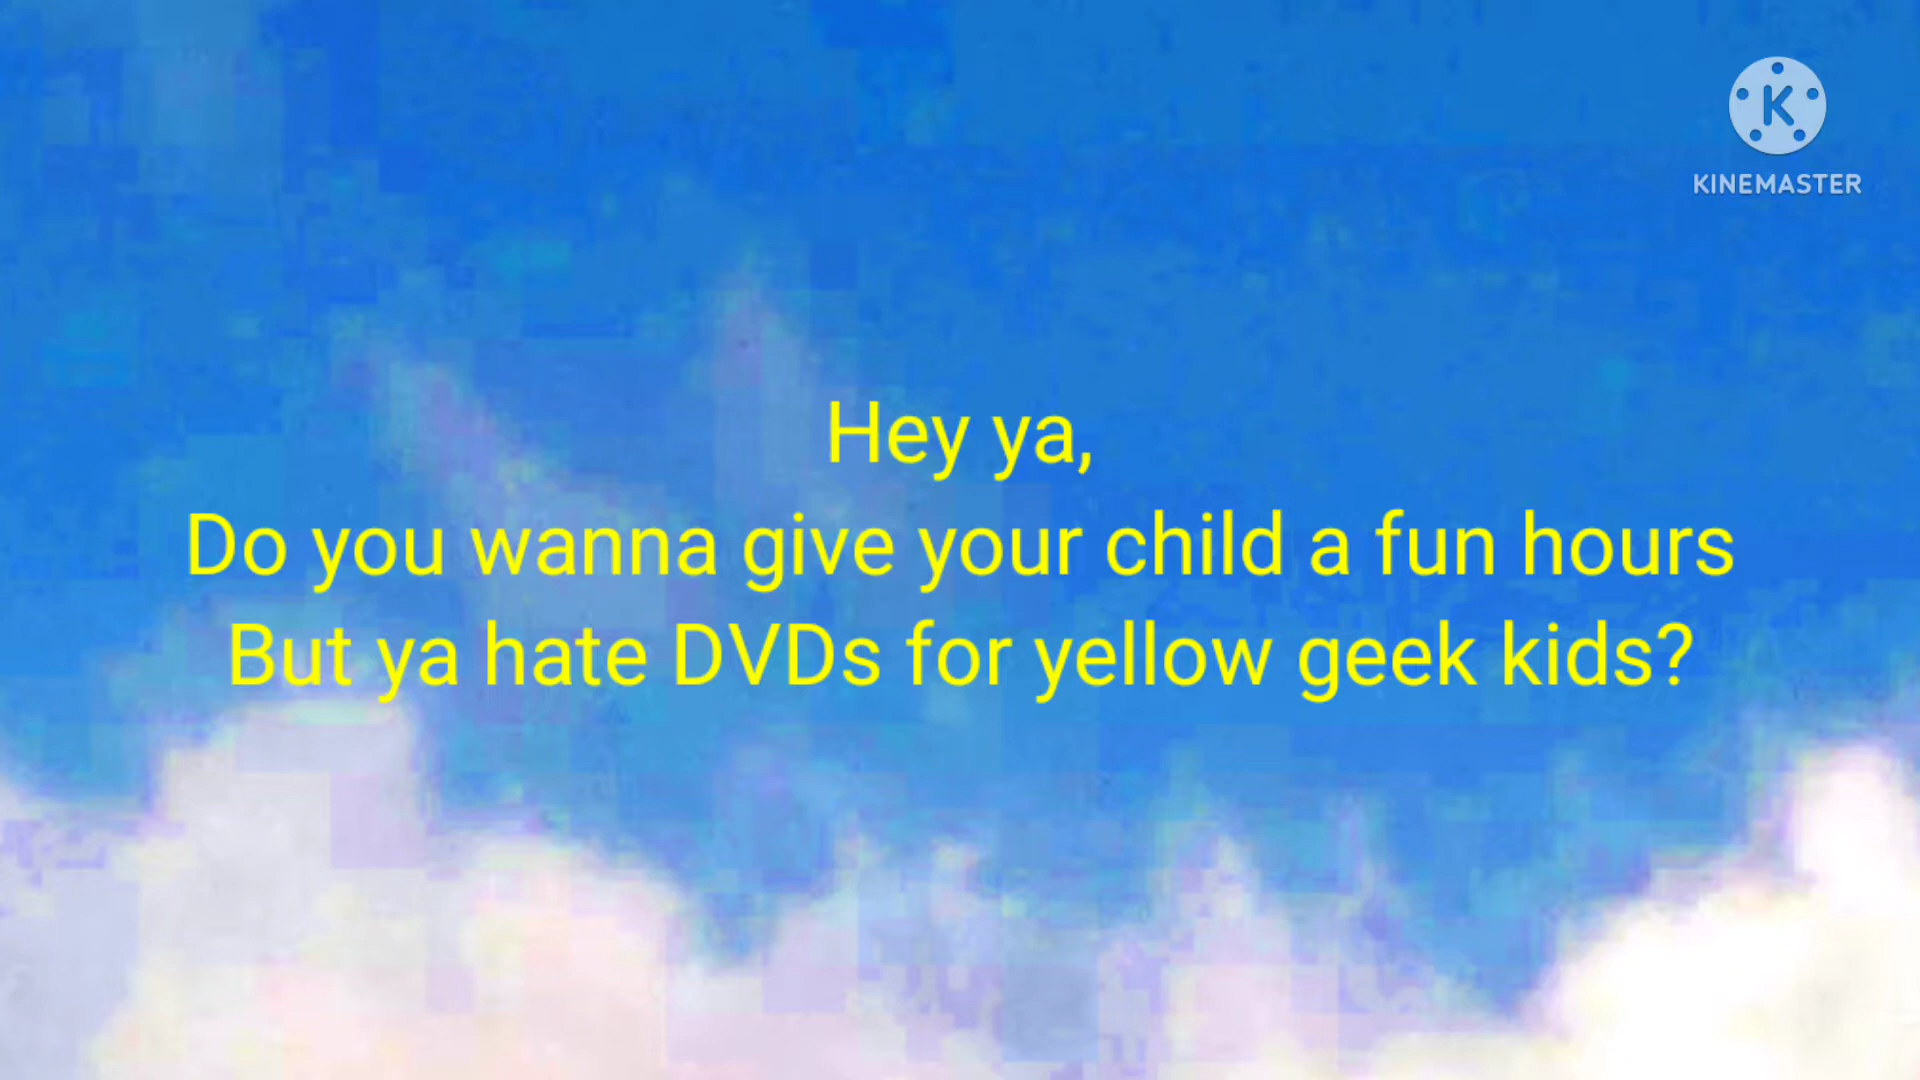 KINEMASTER
Hey ya,
Do you wanna give your child a fun hours
But ya hate DVDs for yellow geek kids?